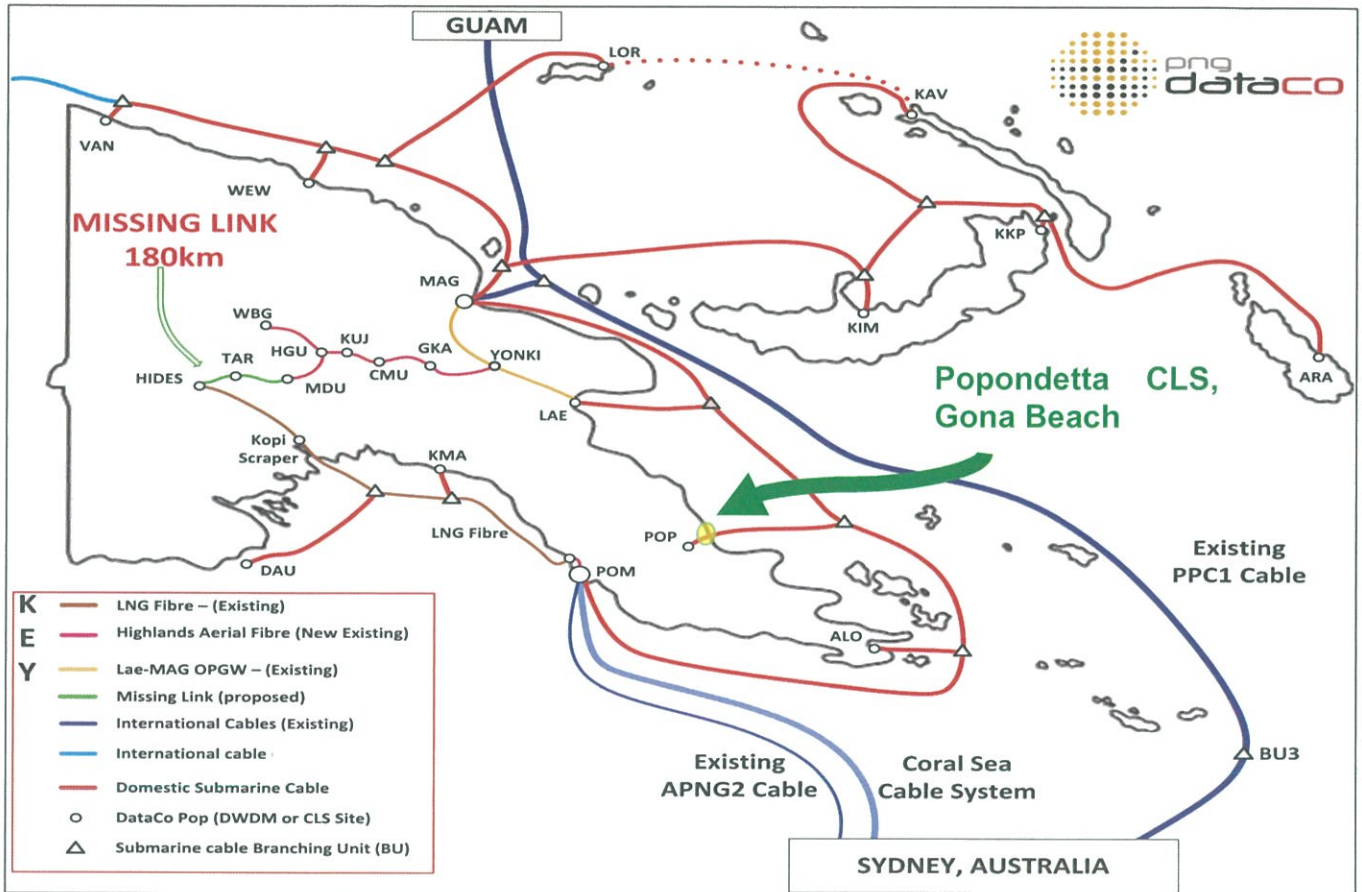 GUAM
LOR
png
dataco
KAV
VAN
WEW
MISSING LINK
180km
KKP
MAG
WBG
KUJ
HGU
TAR
GKA
YONKI
KIM
HIDES
MDU
CMU
ARA
LAE
Popondetta CLS,
Gona Beach
Kopi
Scraper
KMA
LNG Fibre
POP
Existing
PPC1 Cable
DAU
POM
ALO
K
E
Y
LNG Fibre – (Existing)
Highlands Aerial Fibre (New Existing)
Lae-MAG OPGW – (Existing)
Missing Link (proposed)
International Cables (Existing)
International cable
Domestic Submarine Cable
DataCo Pop (DWDM or CLS Site)
Submarine cable Branching Unit (BU)
Existing
APNG2 Cable
Coral Sea
Cable System
BU3
SYDNEY, AUSTRALIA